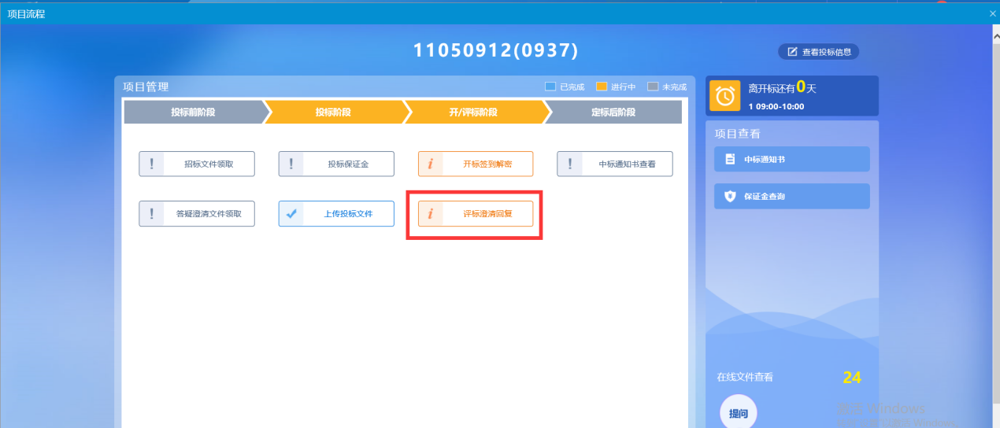 项目流程
11050912(0937)
查看投标信息
项目管理
已完成 进行中 未完成
投标前阶段 投标阶段 开/评标阶段 定标后阶段
招标文件领取 投标保证金 开标签到解密 中标通知书查看
答疑澄清文件领取 上传投标文件 评标澄清回复
离开标还有0天
1 09:00-10:00
项目查看
中标通知书
保证金查询
在线文件查看 24
提问
激活 Windows